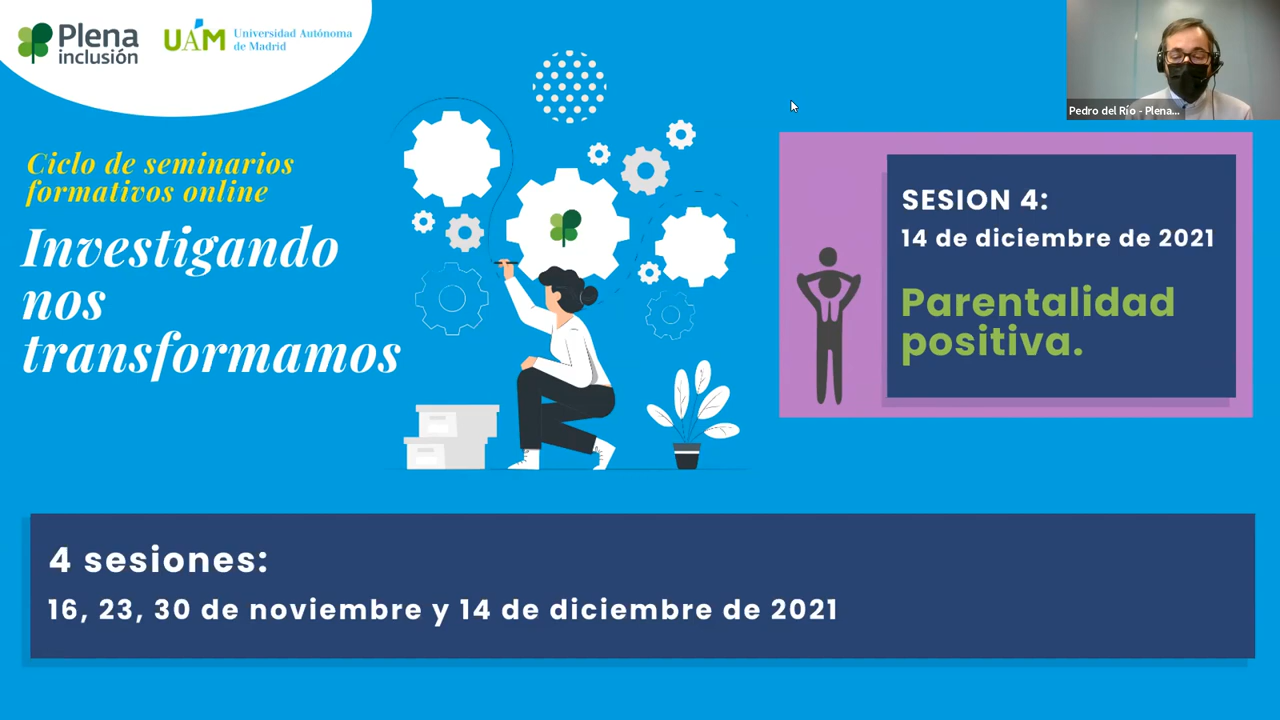 Plena
inclusión
UAM
Universidad Autónoma
de Madrid
Pedro del Río - Plena...
Ciclo de seminarios
formativos online
Investigando
nos
transformamos
SESION 4:
14 de diciembre de 2021
Parentalidad
positiva.
4 sesiones:
16, 23, 30 de noviembre y 14 de diciembre de 2021